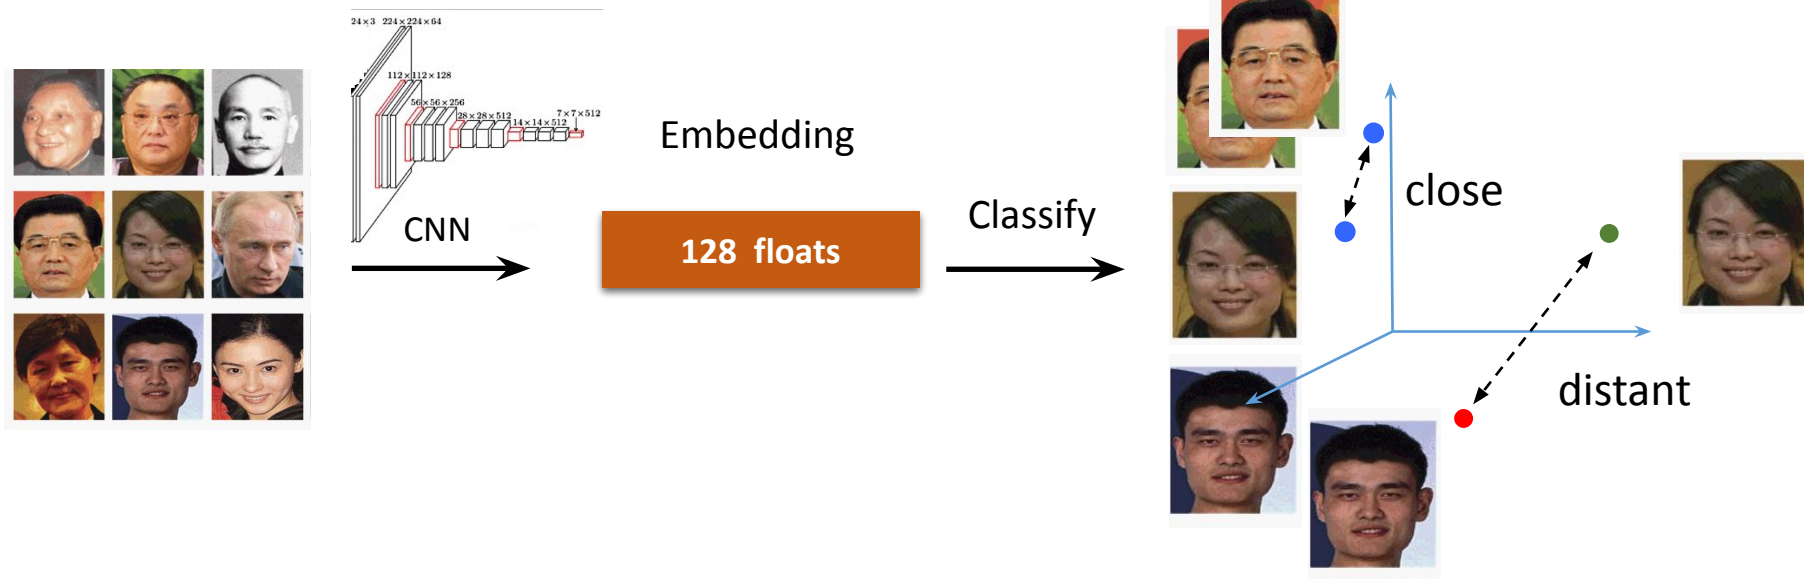 24×3
224×224×64
112×112×128
56×56×256
28×28×512
14×14×512
7×7×512
CNN
Embedding
128 floats
Classify
close
distant